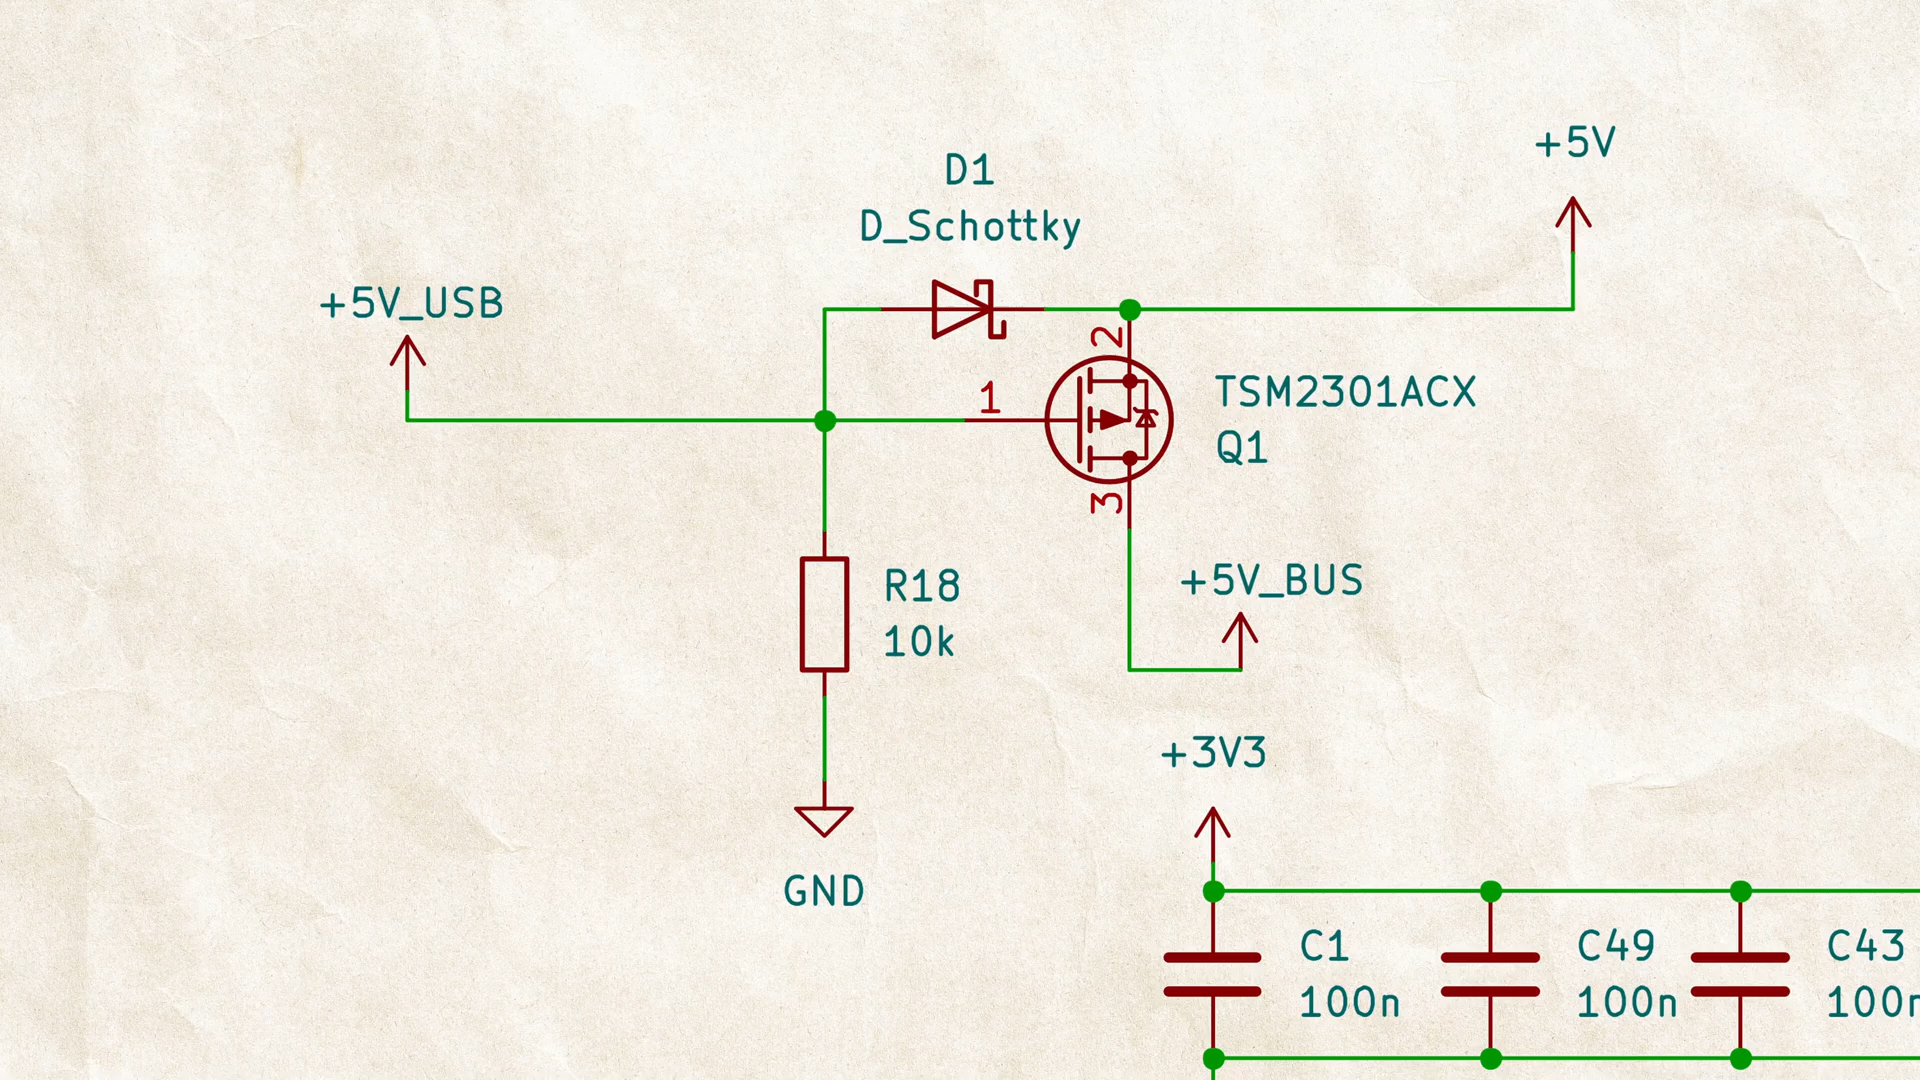 +5V
D1
D_Schottky
+5V_USB
2
1
TSM2301ACX
Q1
3
+5V_BUS
R18
10k
+3V3
GND
C1
100n
C49
100n
C43